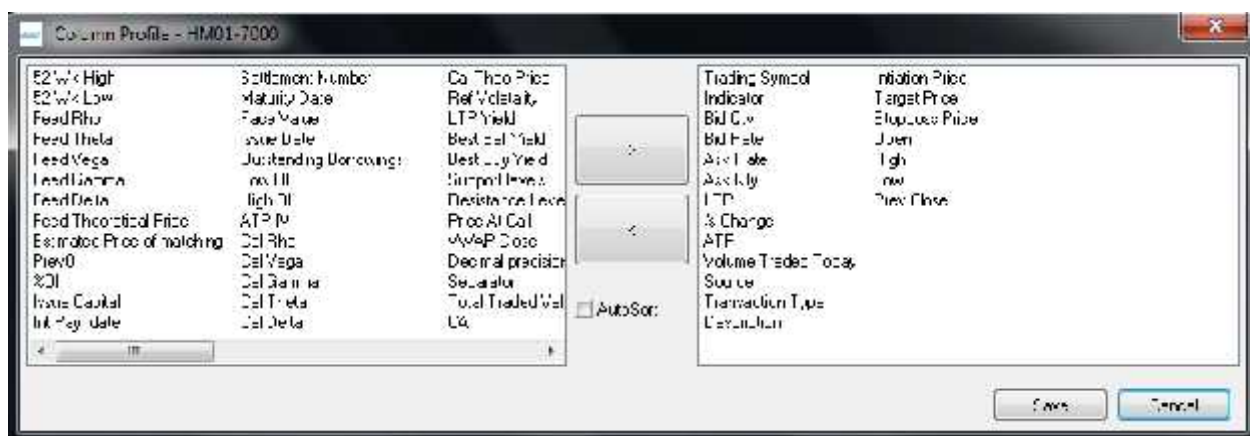 Column Profile - HM01-7000
52 Wk High
52 Wk Low
Feed Rho
Feed Theta
Feed Vega
Feed Gamma
Feed Delta
Feed Theoretical Price
Estimated Price of matching
Prev
%OI
Issue Capital
Int Pay date
Settlement Number
Maturity Date
Face Value
Issue Date
Outstanding Borrowings
Low OI
High OI
ATP IV
Cal Rho
Cal Vega
Cal Gamma
Cal Theta
Cal Delta
Cal Theo Price
Ref Volatality
LTP Yield
Best Sell Yield
Best Buy Yield
Support levels
Resistance Leve
Price At Call
VWAP Close
Decimal precision
Separator
Total Traded Val
CA
>
<
AutoSort
Trading Symbol
Indicator
Bid Qty
Bid Rate
Ask Rate
Ask Qty
LTP
% Change
ATP
Volume Traded Today
Source
Transaction Type
Description
Initiation Price
Target Price
StopLoss Price
Open
High
Low
Prev Close
Save
Cancel